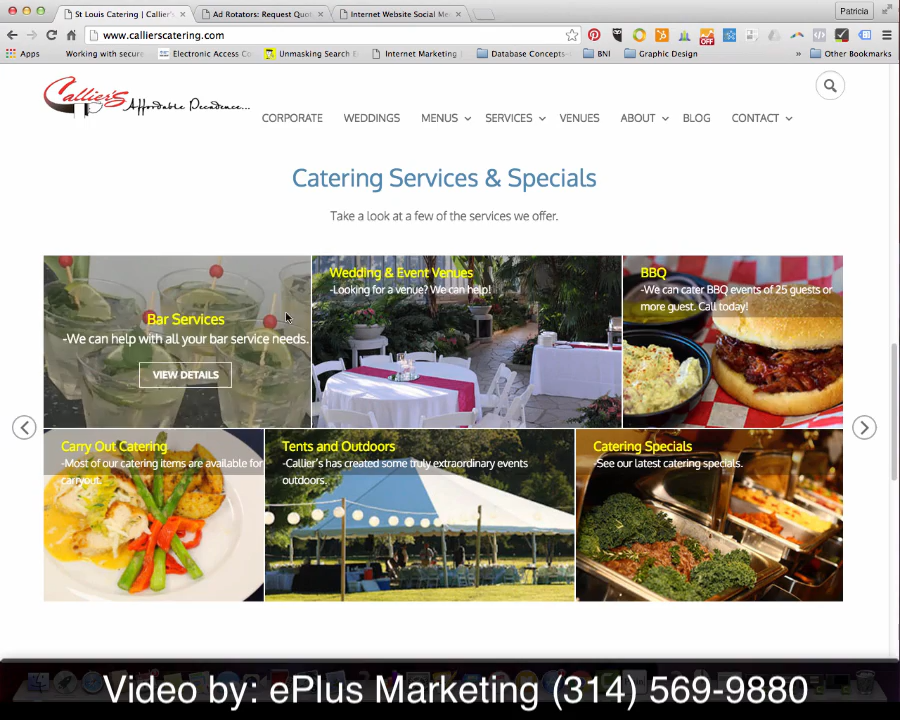 St Louis Catering | Callier's
Ad Rotators: Request Quot
Internet Website Social Me
Patricia
www.callierscatering.com
OFF
Apps
Working with secure
Electronic Access Co
Unmasking Search E
Internet Marketing
Database Concepts-
BNI
Graphic Design
»
Other Bookmarks
Callier's Affordable Decadence...
CORPORATE
WEDDINGS
MENUS
SERVICES
VENUES
ABOUT
BLOG
CONTACT
Catering Services & Specials
Take a look at a few of the services we offer.
Bar Services
-We can help with all your bar service needs.
VIEW DETAILS
Wedding & Event Venues
-Looking for a venue? We can help!
BBQ
-We can cater BBQ events of 25 guests or
more guest. Call today!
Carry Out Catering
-Most of our catering items are available for
carryout.
Tents and Outdoors
-Callier's has created some truly extraordinary events
outdoors.
Catering Specials
-See our latest catering specials.
Video by: ePlus Marketing (314) 569-9880